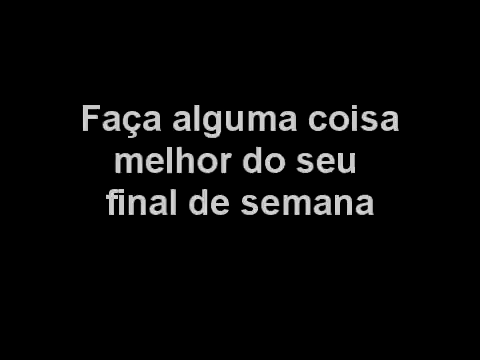 Faça alguma coisa
melhor do seu
final de semana